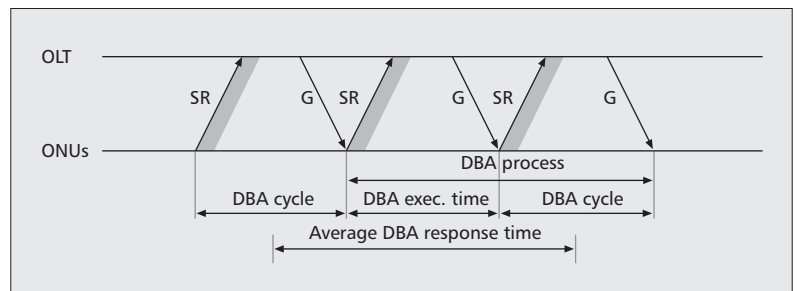 OLT
SR G SR G SR G
ONUs
DBA process
DBA cycle DBA exec. time DBA cycle
Average DBA response time